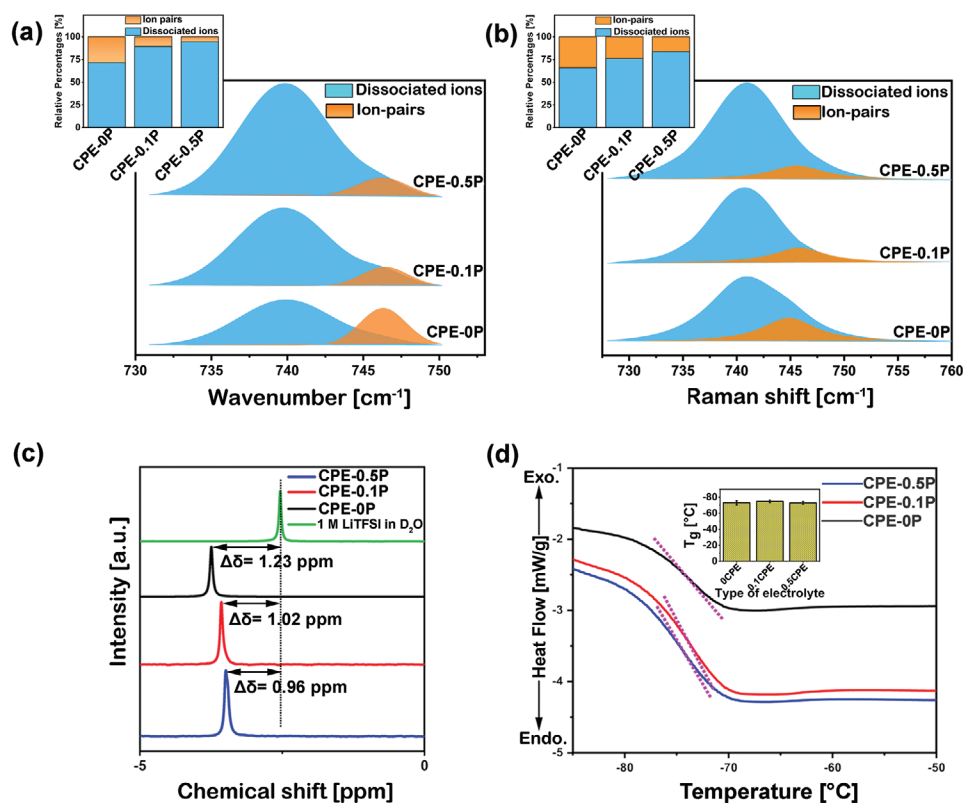 (a)
Ion pairs
Dissociated ions
Relative Percentages [%]
100
75
50
25
0
CPE-0P
CPE-0.1P
CPE-0.5P
Dissociated ions
Ion-pairs
CPE-0.5P
CPE-0.1P
CPE-0P
730
735
740
745
750
Wavenumber [cm⁻¹]
(b)
Ion-pairs
Dissociated ions
Relative Percentages [%]
100
75
50
25
0
CPE-0P
CPE-0.1P
CPE-0.5P
Dissociated ions
Ion-pairs
CPE-0.5P
CPE-0.1P
CPE-0P
730
735
740
745
750
755
760
Raman shift [cm⁻¹]
(c)
CPE-0.5P
CPE-0.1P
CPE-0P
1 M LiTFSI in D₂O
Δδ= 1.23 ppm
Δδ= 1.02 ppm
Δδ= 0.96 ppm
Intensity [a.u.]
-5
0
Chemical shift [ppm]
(d)
Exo.
Heat Flow [mW/g]
Endo.
-1
-2
-3
-4
-5
CPE-0.5P
CPE-0.1P
CPE-0P
Tg [°C]
-80
-60
-40
-20
0
0CPE
0.1CPE
0.5CPE
Type of electrolyte
-80
-70
-60
-50
Temperature [°C]